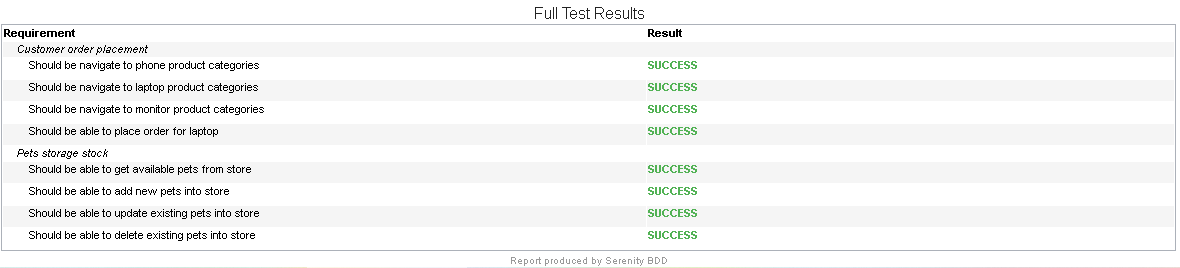 Full Test Results
Requirement Result
Customer order placement
Should be navigate to phone product categories SUCCESS
Should be navigate to laptop product categories SUCCESS
Should be navigate to monitor product categories SUCCESS
Should be able to place order for laptop SUCCESS
Pets storage stock
Should be able to get available pets from store SUCCESS
Should be able to add new pets into store SUCCESS
Should be able to update existing pets into store SUCCESS
Should be able to delete existing pets into store SUCCESS
Report produced by Serenity BDD